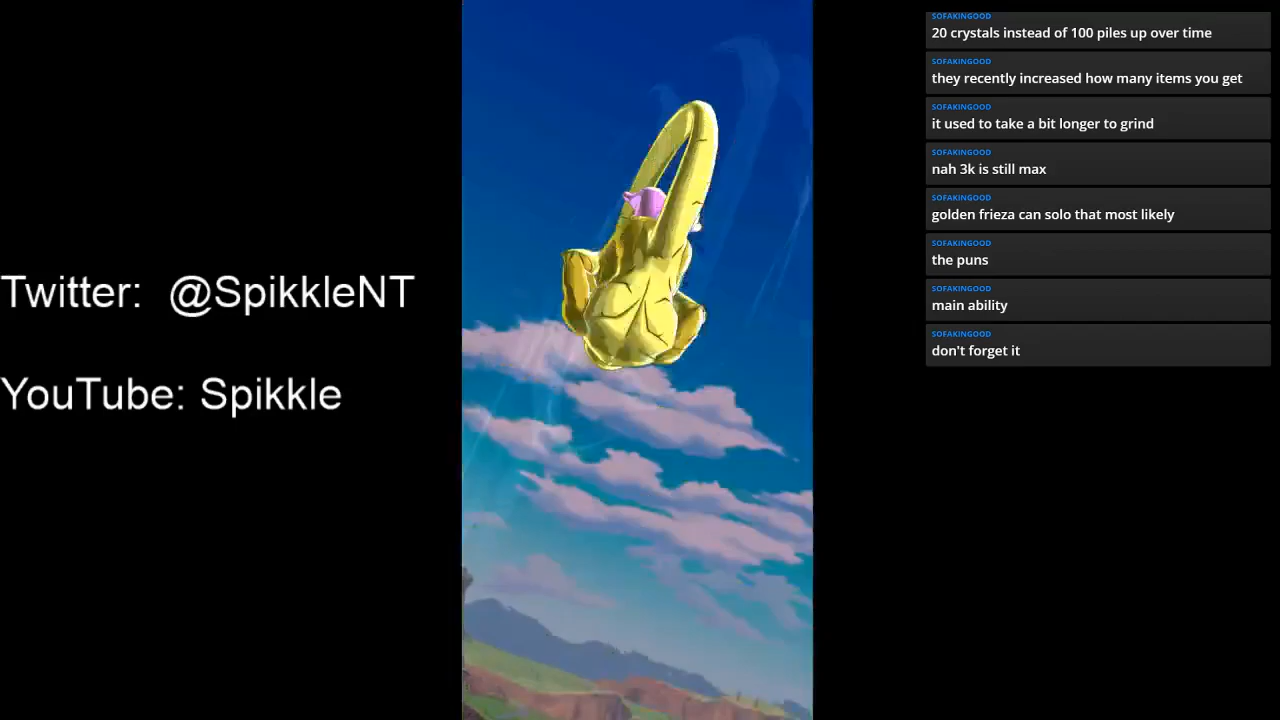 Twitter: @SpikkleNT
YouTube: Spikkle
SOFAKINGOOD
20 crystals instead of 100 piles up over time
SOFAKINGOOD
they recently increased how many items you get
SOFAKINGOOD
it used to take a bit longer to grind
SOFAKINGOOD
nah 3k is still max
SOFAKINGOOD
golden frieza can solo that most likely
SOFAKINGOOD
the puns
SOFAKINGOOD
main ability
SOFAKINGOOD
don't forget it